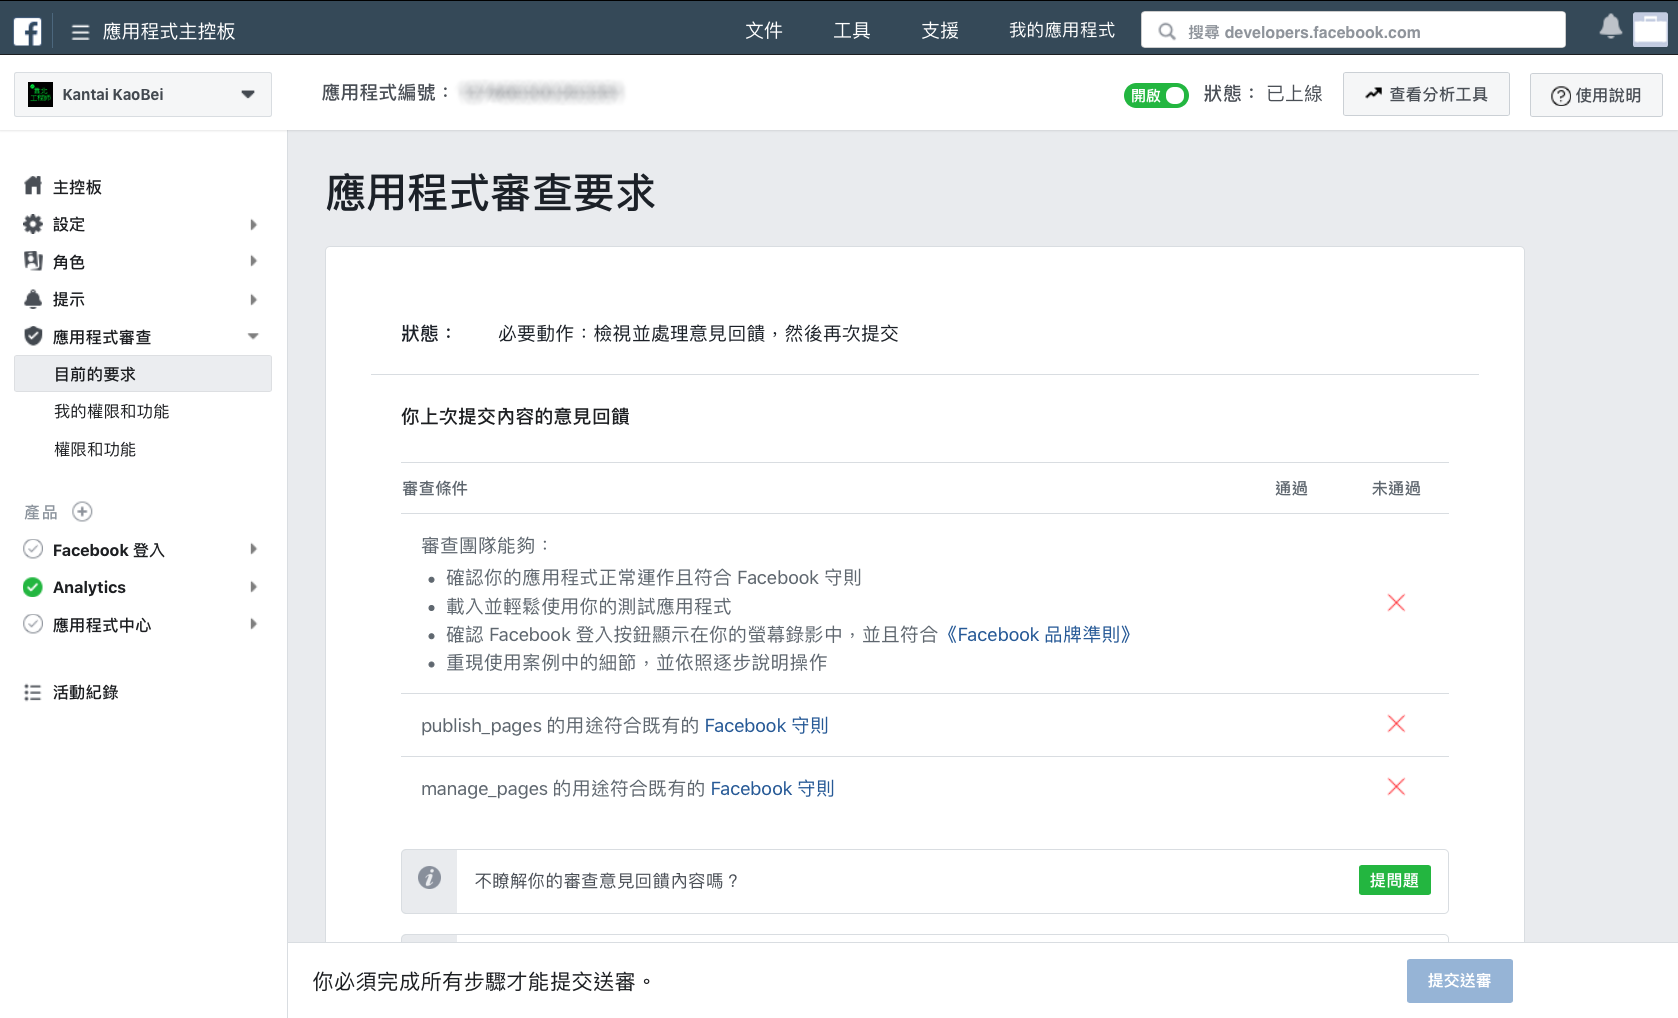 應用程式主控板
文件
工具
支援
我的應用程式
搜尋 developers.facebook.com
Kantai KaoBei
應用程式編號：
開啟
狀態： 已上線
查看分析工具
使用說明
主控板
設定
角色
提示
應用程式審查
目前的要求
我的權限和功能
權限和功能
產品
Facebook 登入
Analytics
應用程式中心
活動紀錄
應用程式審查要求
狀態： 必要動作：檢視並處理意見回饋，然後再次提交
你上次提交內容的意見回饋
審查條件 通過 未通過
審查團隊能夠：
• 確認你的應用程式正常運作且符合 Facebook 守則
• 載入並輕鬆使用你的測試應用程式
• 確認 Facebook 登入按鈕顯示在你的螢幕錄影中，並且符合《Facebook 品牌準則》
• 重現使用案例中的細節，並依照逐步說明操作
publish_pages 的用途符合既有的 Facebook 守則
manage_pages 的用途符合既有的 Facebook 守則
不瞭解你的審查意見回饋內容嗎？
提問題
你必須完成所有步驟才能提交送審。
提交送審